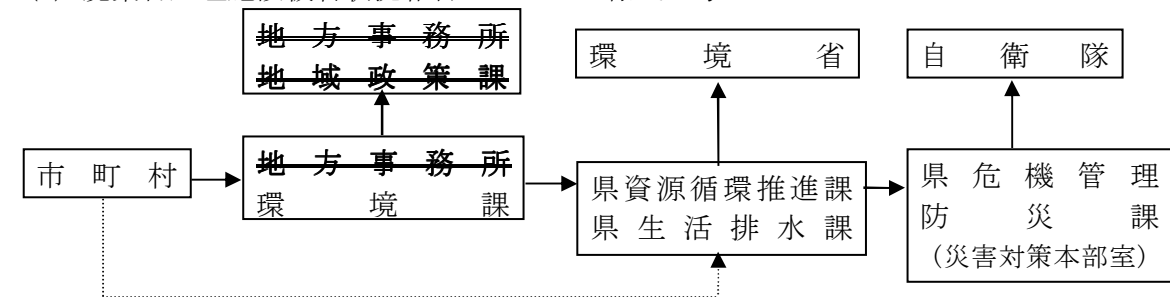 地方事務所
地域政策課
環境省
自衛隊
市町村
地方事務所
環境課
県資源循環推進課
県生活排水課
県危機管理
防災課
（災害対策本部室）